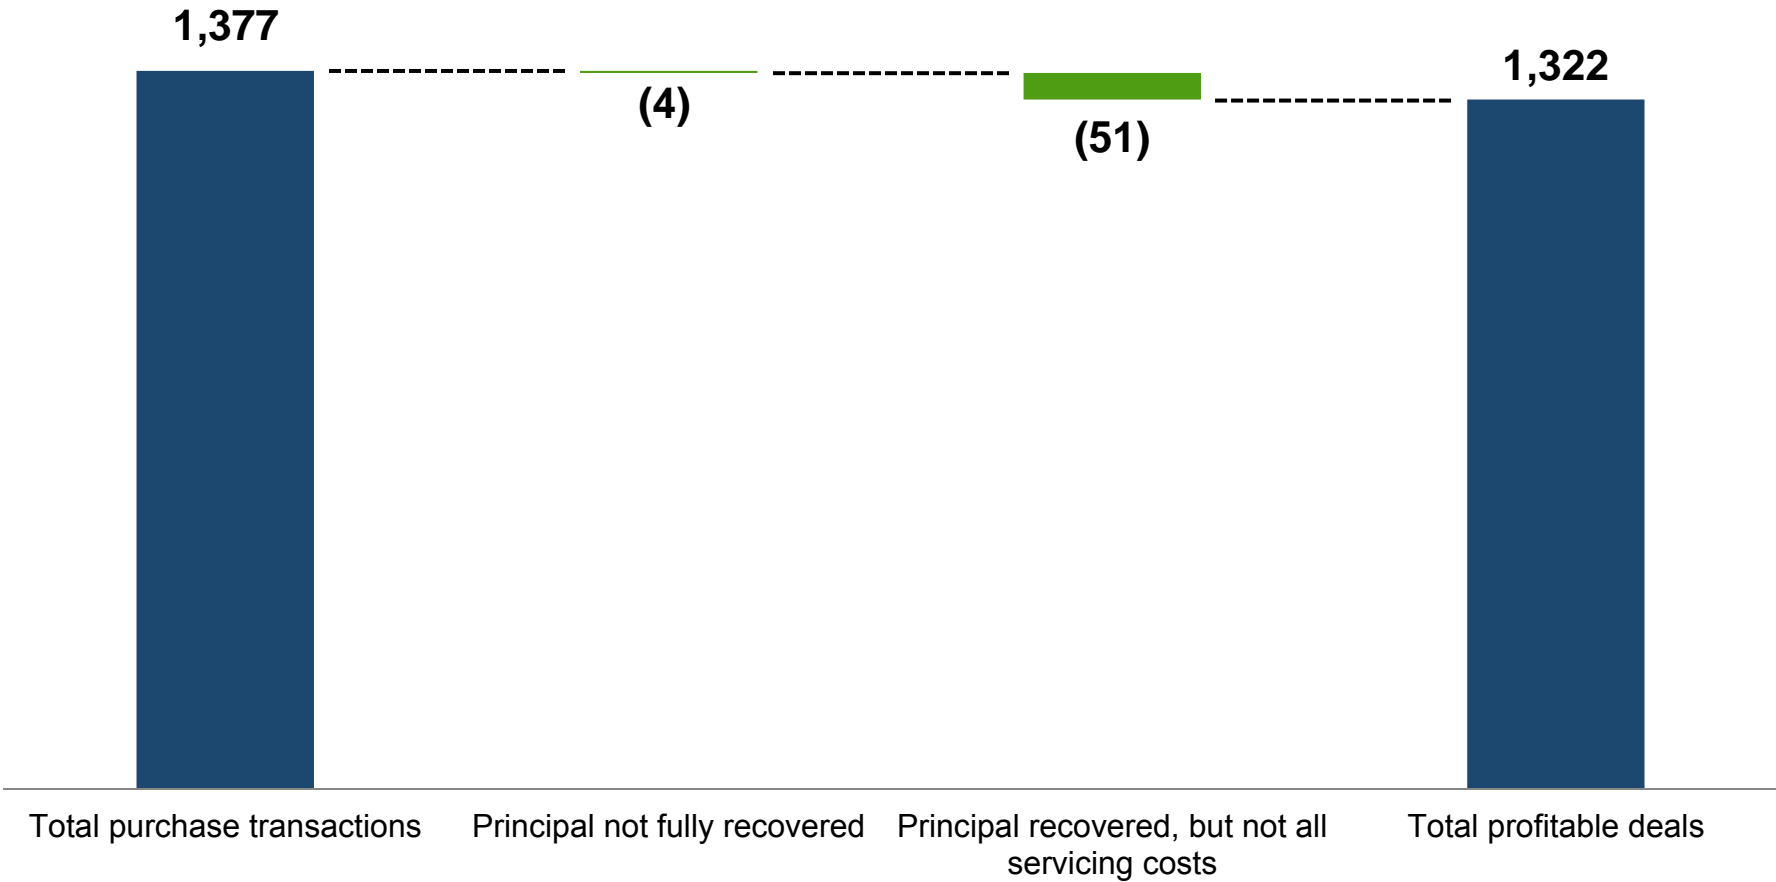 1,377
(4)
(51)
1,322
Total purchase transactions
Principal not fully recovered
Principal recovered, but not all
servicing costs
Total profitable deals